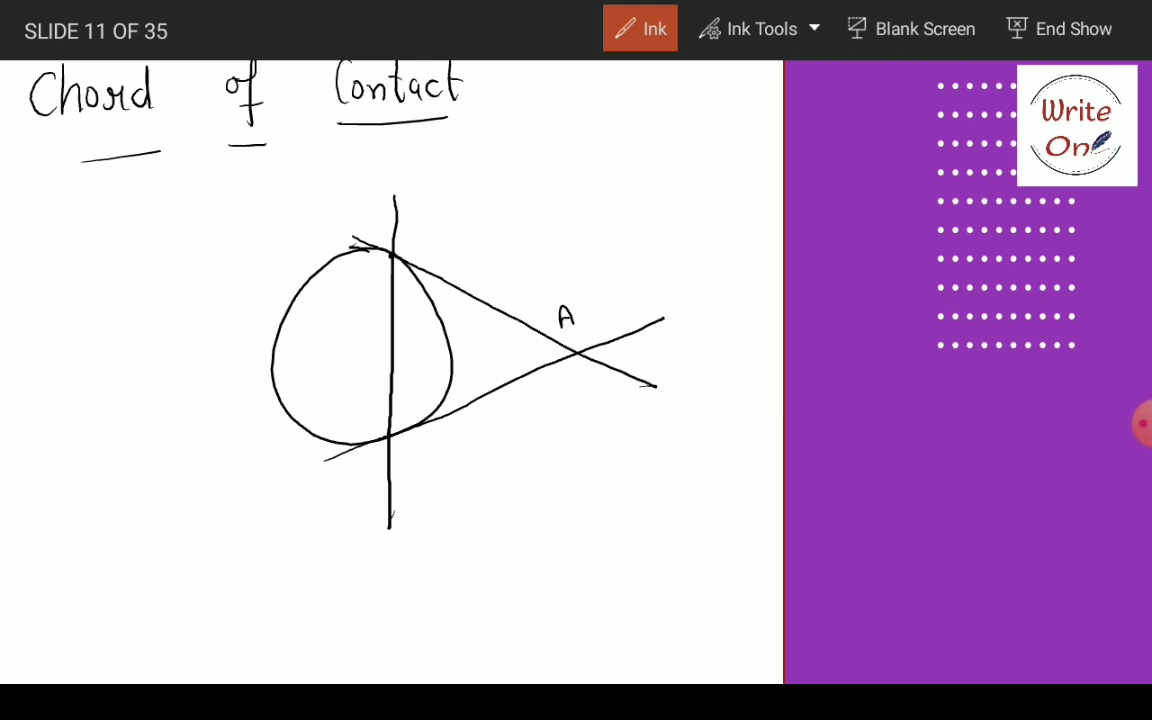 SLIDE 11 OF 35
Ink
Ink Tools
Blank Screen
End Show
Chord of Contact
Write
On
A